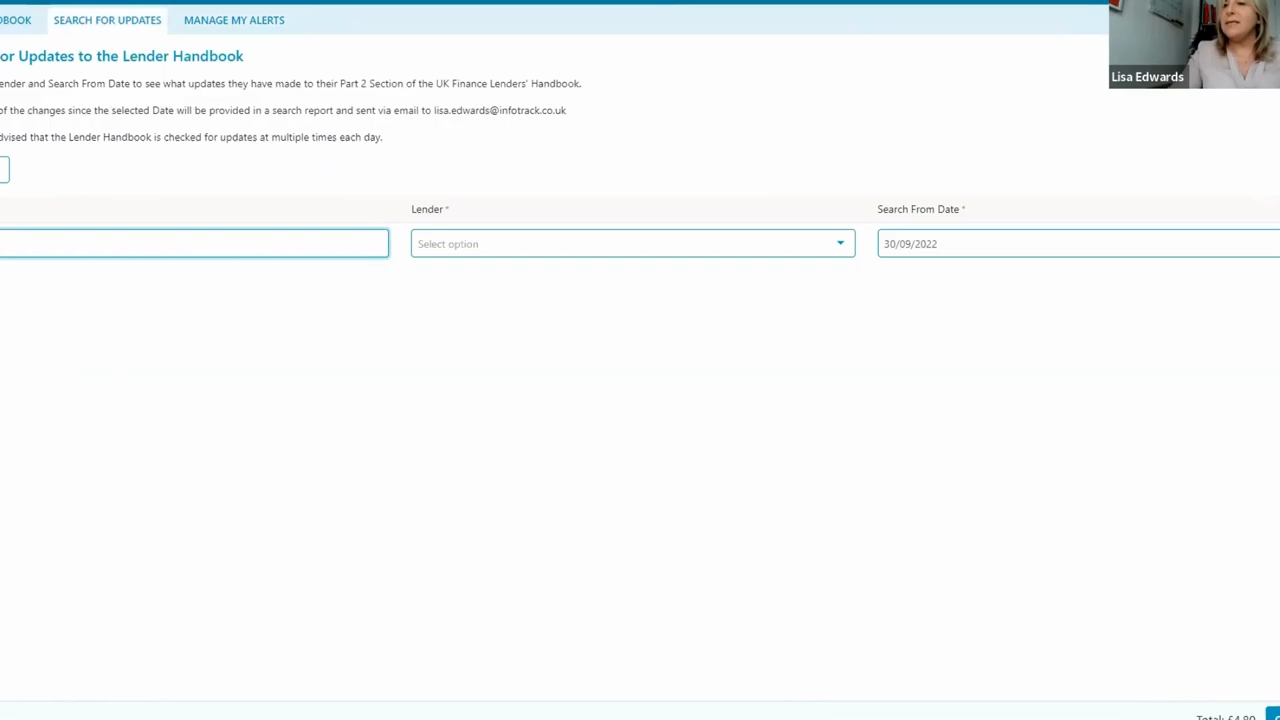 DBOOK SEARCH FOR UPDATES MANAGE MY ALERTS
or Updates to the Lender Handbook
ender and Search From Date to see what updates they have made to their Part 2 Section of the UK Finance Lenders' Handbook.
of the changes since the selected Date will be provided in a search report and sent via email to lisa.edwards@infotrack.co.uk
dvised that the Lender Handbook is checked for updates at multiple times each day.
Lisa Edwards
Lender * Search From Date *
Select option 30/09/2022
Total: £4.80